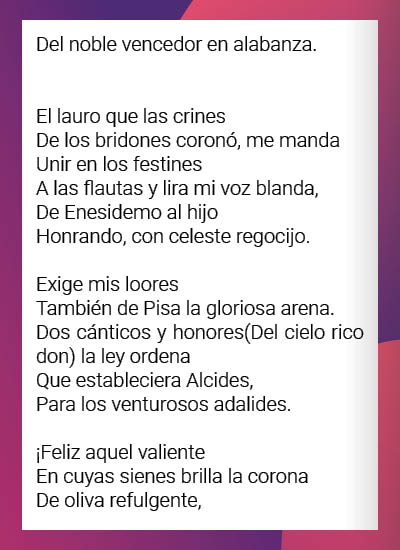 Del noble vencedor en alabanza.
El lauro que las crines
De los bridones coronó, me manda
Unir en los festines
A las flautas y lira mi voz blanda,
De Enesidemo al hijo
Honrando, con celeste regocijo.
Exige mis loores
También de Pisa la gloriosa arena.
Dos cánticos y honores(Del cielo rico
don) la ley ordena
Que estableciera Alcides,
Para los venturosos adalides.
¡Feliz aquel valiente
En cuyas sienes brilla la corona
De oliva refulgente,